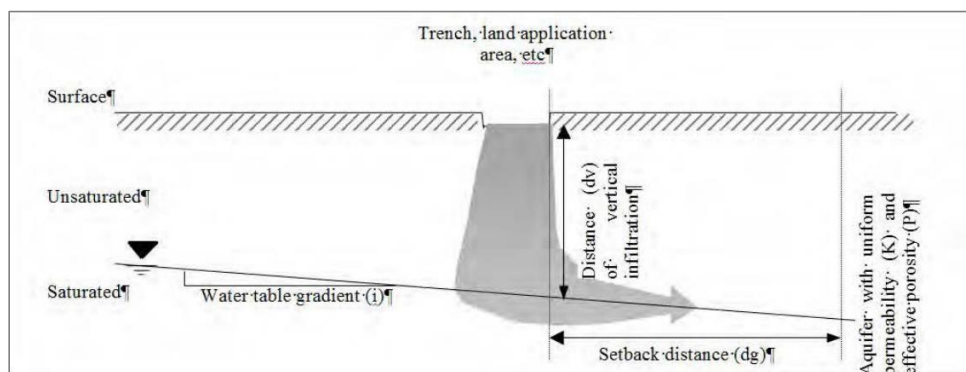 Trench,·land·application·
area,·etc¶
Surface¶
Unsaturated¶
Distance· (dv)
of· vertical
infiltration¶
Saturated¶
Water·table·gradient·(i)¶
Setback·distance·(dg)¶
Aquifer· with· uniform
permeability· (K)· and
effective·porosity·(P)¶